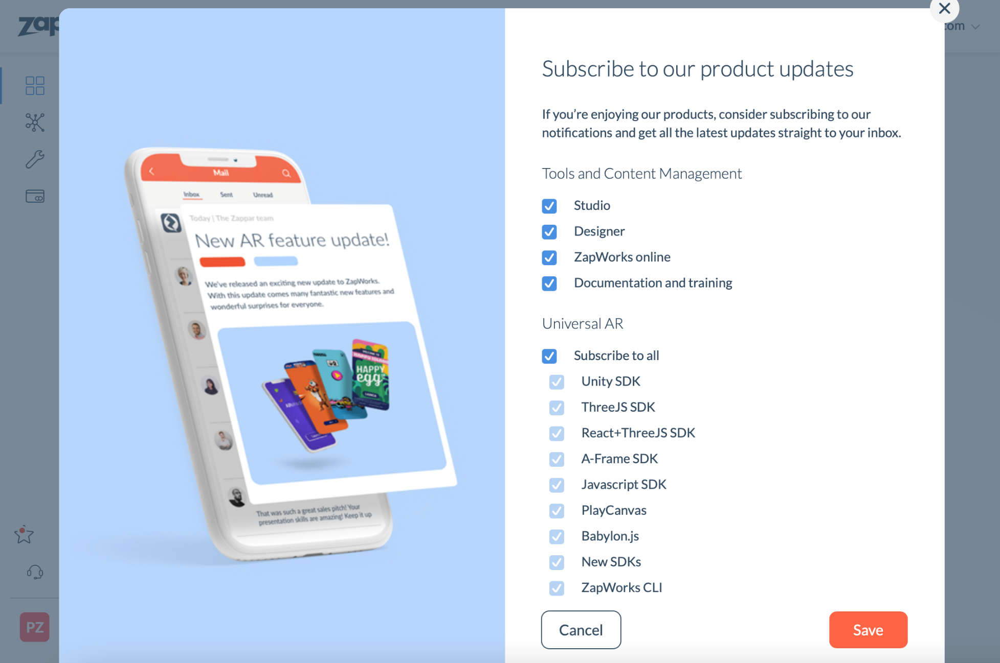 Zap
com
Subscribe to our product updates
If you’re enjoying our products, consider subscribing to our
notifications and get all the latest updates straight to your inbox.
Tools and Content Management
Studio
Designer
ZapWorks online
Documentation and training
Universal AR
Subscribe to all
Unity SDK
ThreeJS SDK
React+ThreeJS SDK
A-Frame SDK
Javascript SDK
PlayCanvas
Babylon.js
New SDKs
ZapWorks CLI
Cancel
Save
Mail
Inbox Sent Unread
Today | The Zappar team
New AR feature update!
We've released an exciting new update to ZapWorks.
With this update comes many fantastic new features and
wonderful surprises for everyone.
HAPPY
egg
LAUNCH
That was such a great sales pitch! Your
presentation skills are amazing! Keep it up
PZ